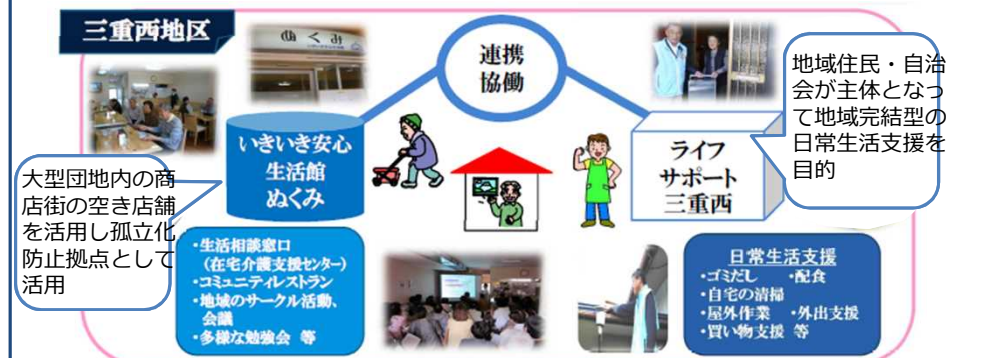 三重西地区
ぬくみ
連携
協働
地域住民・自治
会が主体となっ
て地域完結型の
日常生活支援を
目的
いきいき安心
生活館
ぬくみ
ライフ
サポート
三重西
大型団地内の商
店街の空き店舗
を活用し孤立化
防止拠点として
活用
・生活相談窓口
(在宅介護支援センター)
・コミュニティレストラン
・地域のサークル活動、
会議
・多様な勉強会 等
日常生活支援
・ゴミだし ・配食
・自宅の清掃
・屋外作業 ・外出支援
・買い物支援 等